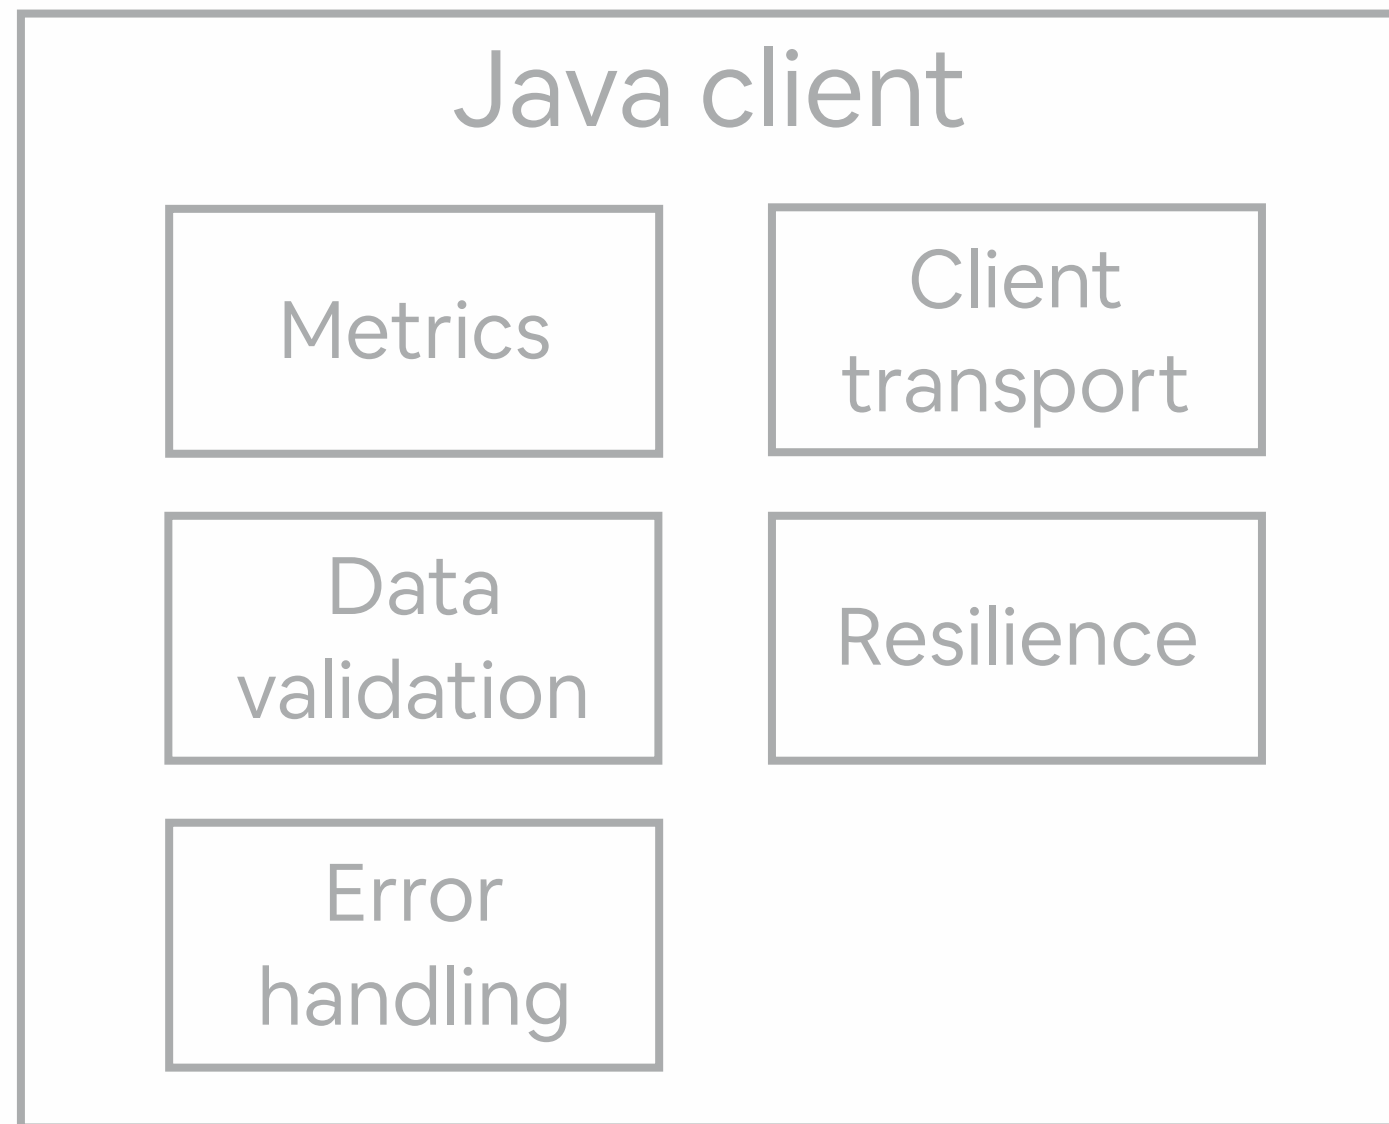 Java client
Metrics
Client
transport
Data
validation
Resilience
Error
handling